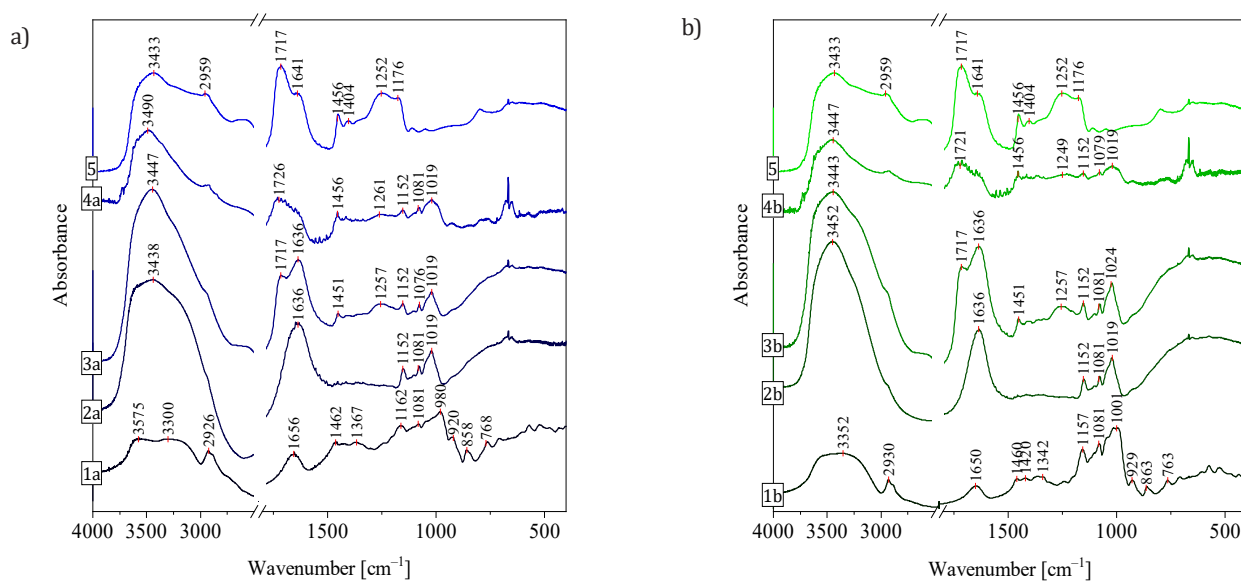 a)
Absorbance
5
3433 2959 1717 1641 1456 1404 1252 1176
4a
3490 1726 1456 1261 1152 1081 1019
3a
3447 1717 1636 1451 1257 1152 1076 1019
2a
3438 1636 1152 1081 1019
1a
3575 3300 2926 1656 1462 1367 1162 1081 980 920 858 768
4000 3500 3000 1500 1000 500
Wavenumber [cm⁻¹]
b)
Absorbance
5
3433 2959 1717 1641 1456 1404 1252 1176
4b
3447 1721 1456 1249 1152 1079 1019
3b
3443 1717 1636 1451 1257 1152 1081 1024
2b
3452 1636 1152 1081 1019
1b
3352 2930 1650 1460 1420 1342 1157 1081 1001 929 863 763
4000 3500 3000 1500 1000 500
Wavenumber [cm⁻¹]